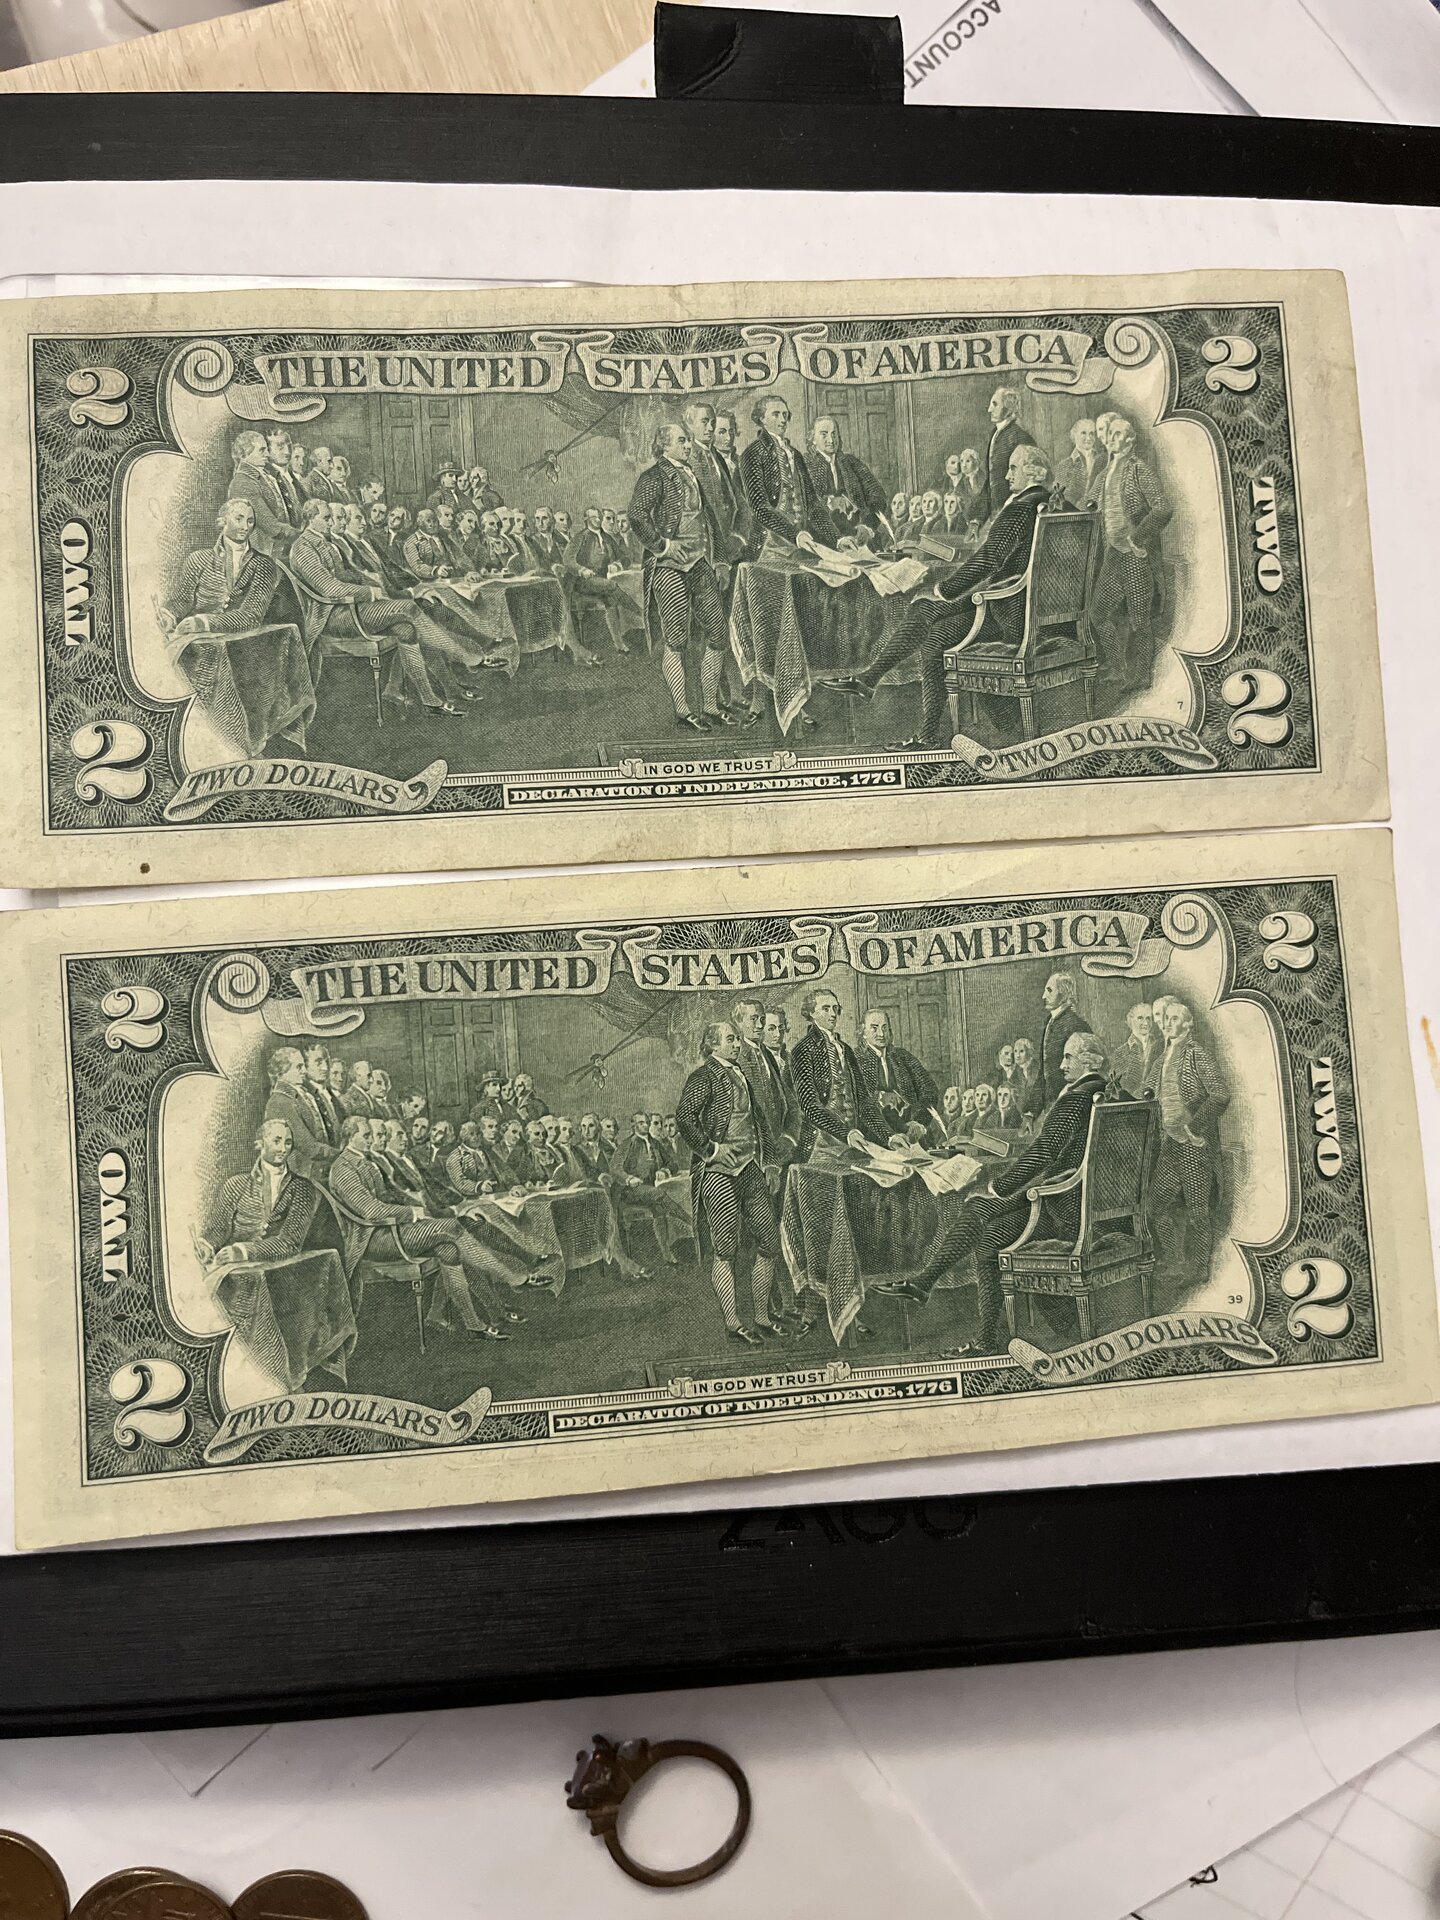 ACCOUNT
2 THE UNITED STATES OF AMERICA 2
TWO
TWO
7
2 TWO DOLLARS IN GOD WE TRUST TWO DOLLARS 2
DECLARATION OF INDEPENDENCE, 1776
2 THE UNITED STATES OF AMERICA 2
TWO
TWO
39
2 TWO DOLLARS IN GOD WE TRUST TWO DOLLARS 2
DECLARATION OF INDEPENDENCE, 1776
ZAGG